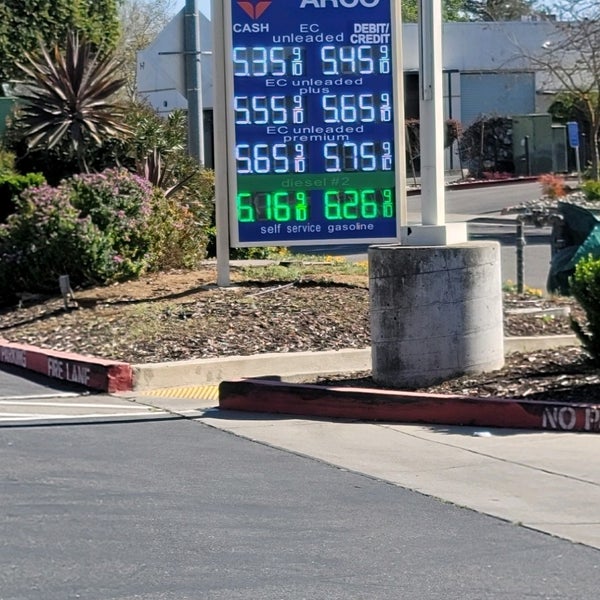 ARCO
CASH EC unleaded DEBIT/CREDIT
5.35 9/10 5.45 9/10
EC unleaded plus
5.55 9/10 5.65 9/10
EC unleaded premium
5.65 9/10 5.75 9/10
diesel #2
6.16 9/10 6.26 9/10
self service gasoline
PARKING FIRE LANE
NO P